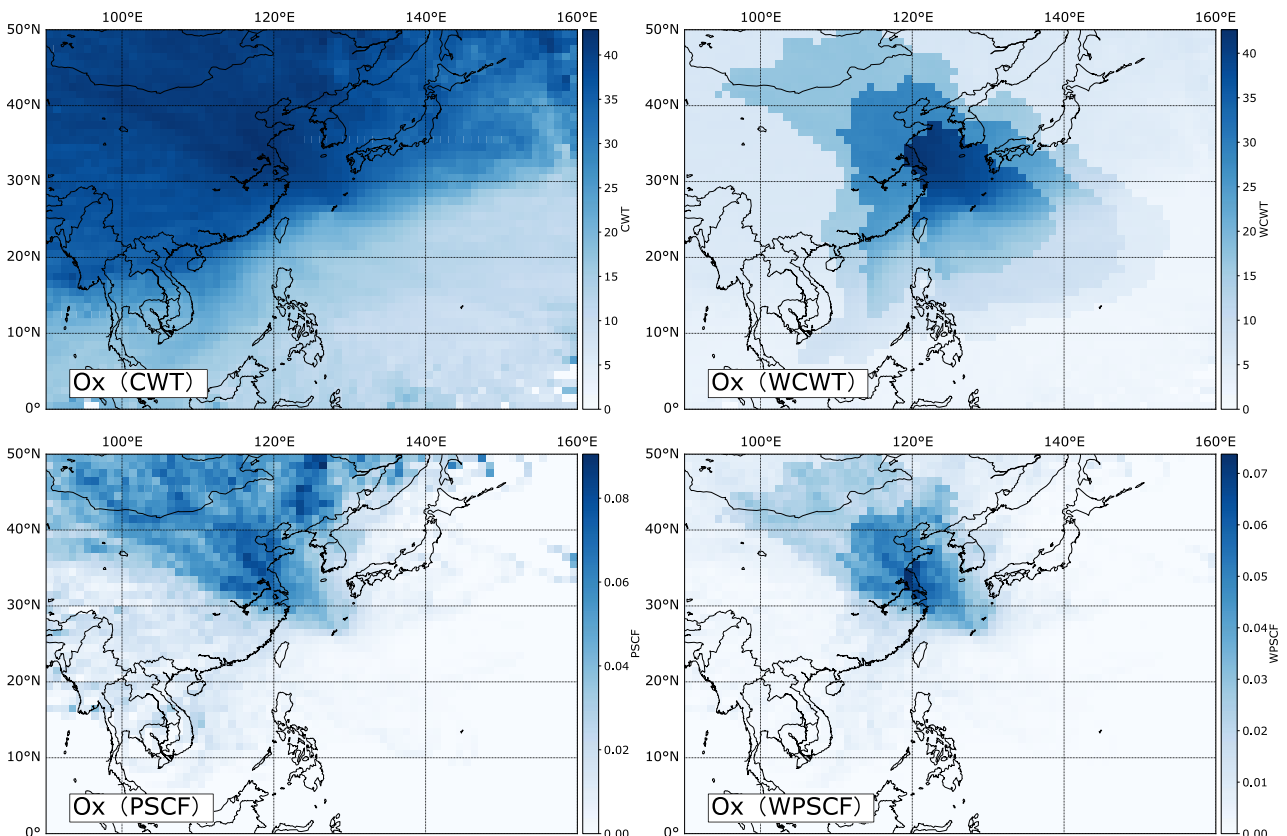 100°E 120°E 140°E 160°E
50°N
40°N
30°N
20°N
10°N
0°
Ox（CWT）
40
35
30
25
20
15
10
5
0
CWT
100°E 120°E 140°E 160°E
50°N
40°N
30°N
20°N
10°N
0°
Ox（WCWT）
40
35
30
25
20
15
10
5
0
WCWT
100°E 120°E 140°E 160°E
50°N
40°N
30°N
20°N
10°N
0°
Ox（PSCF）
0.08
0.06
0.04
0.02
0.00
PSCF
100°E 120°E 140°E 160°E
50°N
40°N
30°N
20°N
10°N
0°
Ox（WPSCF）
0.07
0.06
0.05
0.04
0.03
0.02
0.01
0.00
WPSCF